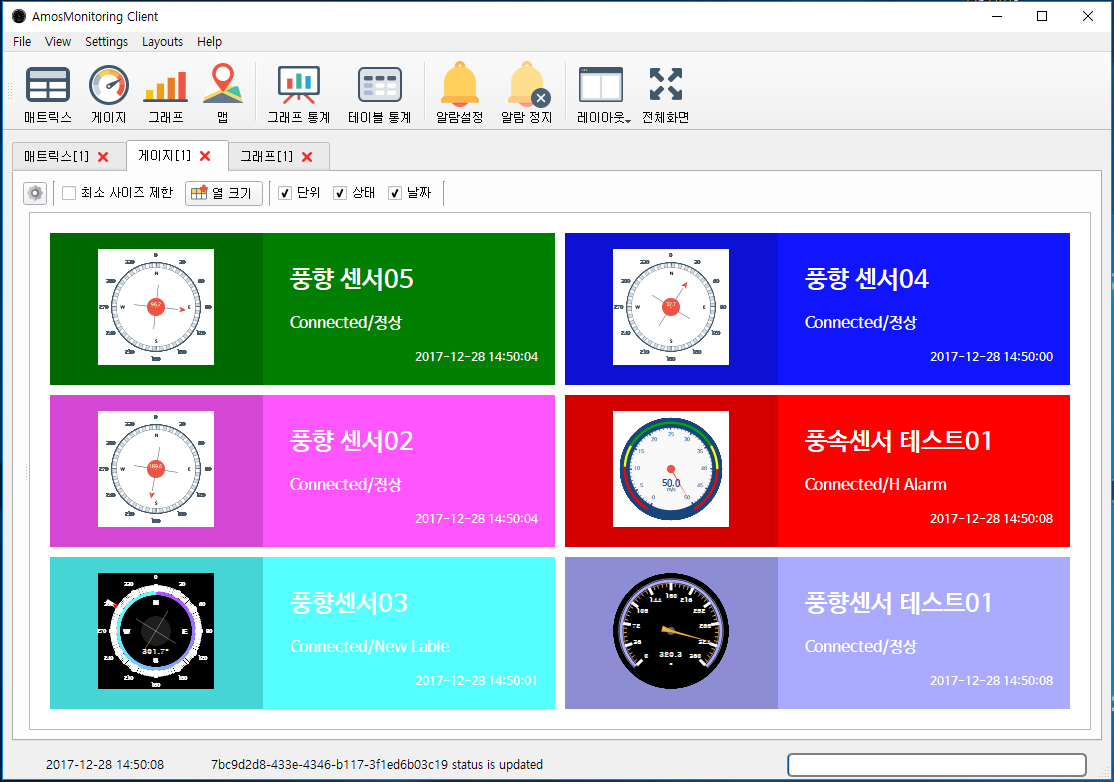 AmosMonitoring Client
File View Settings Layouts Help
매트릭스 게이지 그래프 맵 그래프 통계 테이블 통계 알람설정 알람 정지 레이아웃 전체화면
매트릭스[1] 게이지[1] 그래프[1]
최소 사이즈 제한 열 크기 단위 상태 날짜
풍향 센서05
Connected/정상
2017-12-28 14:50:04
풍향 센서04
Connected/정상
2017-12-28 14:50:00
풍향 센서02
Connected/정상
2017-12-28 14:50:04
50.0
풍속센서 테스트01
Connected/H Alarm
2017-12-28 14:50:08
301.7°
풍향센서03
Connected/New Lable
2017-12-28 14:50:01
320.3
풍향센서 테스트01
Connected/정상
2017-12-28 14:50:08
2017-12-28 14:50:08 7bc9d2d8-433e-4346-b117-3f1ed6b03c19 status is updated